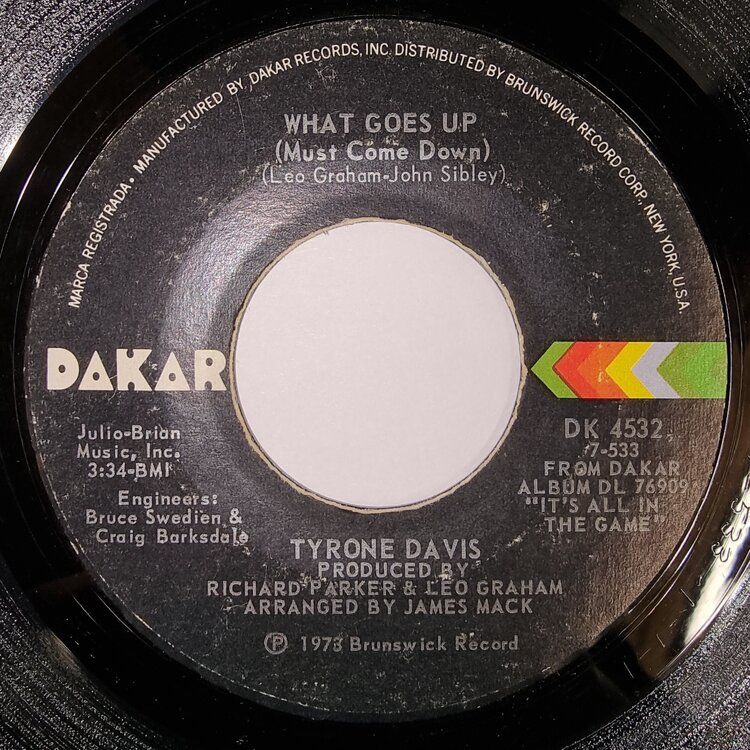 MARCA REGISTRADA • MANUFACTURED BY DAKAR RECORDS, INC. DISTRIBUTED BY BRUNSWICK RECORD CORP., NEW YORK, U.S.A.
WHAT GOES UP
(Must Come Down)
(Leo Graham-John Sibley)
DAKAR
Julio-Brian
Music, Inc.
3:34-BMI
Engineers:
Bruce Swedien &
Craig Barksdale
DK 4532
7-533
FROM DAKAR
ALBUM DL 76909
"IT'S ALL IN
THE GAME"
TYRONE DAVIS
PRODUCED BY
RICHARD PARKER & LEO GRAHAM
ARRANGED BY JAMES MACK
Ⓟ 1973 Brunswick Record